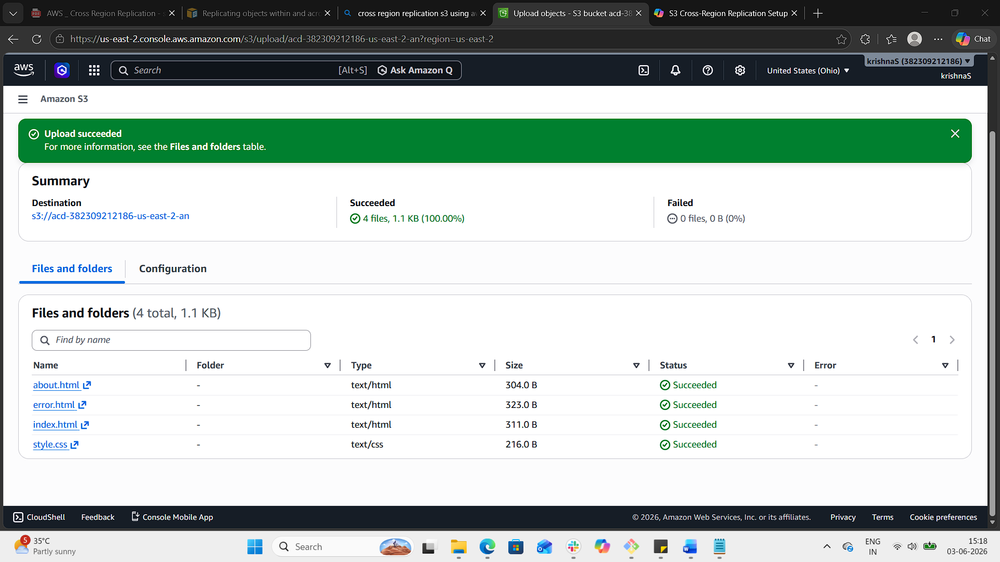 AWS _ Cross Region Replication - s
Replicating objects within and acro
cross region replication s3 using aw
Upload objects - S3 bucket acd-38
S3 Cross-Region Replication Setup
https://us-east-2.console.aws.amazon.com/s3/upload/acd-382309212186-us-east-2-an?region=us-east-2
Chat
aws
Search
[Alt+S]
Ask Amazon Q
United States (Ohio)
krishnaS (382309212186)
krishnaS
Amazon S3
Upload succeeded
For more information, see the Files and folders table.
Summary
Destination
s3://acd-382309212186-us-east-2-an
Succeeded
4 files, 1.1 KB (100.00%)
Failed
0 files, 0 B (0%)
Files and folders
Configuration
Files and folders (4 total, 1.1 KB)
Find by name
1
Name Folder Type Size Status Error
about.html - text/html 304.0 B Succeeded -
error.html - text/html 323.0 B Succeeded -
index.html - text/html 311.0 B Succeeded -
style.css - text/css 216.0 B Succeeded -
CloudShell Feedback Console Mobile App
© 2026, Amazon Web Services, Inc. or its affiliates. Privacy Terms Cookie preferences
5
35°C
Partly sunny
Search
ENG
IN
15:18
03-06-2026